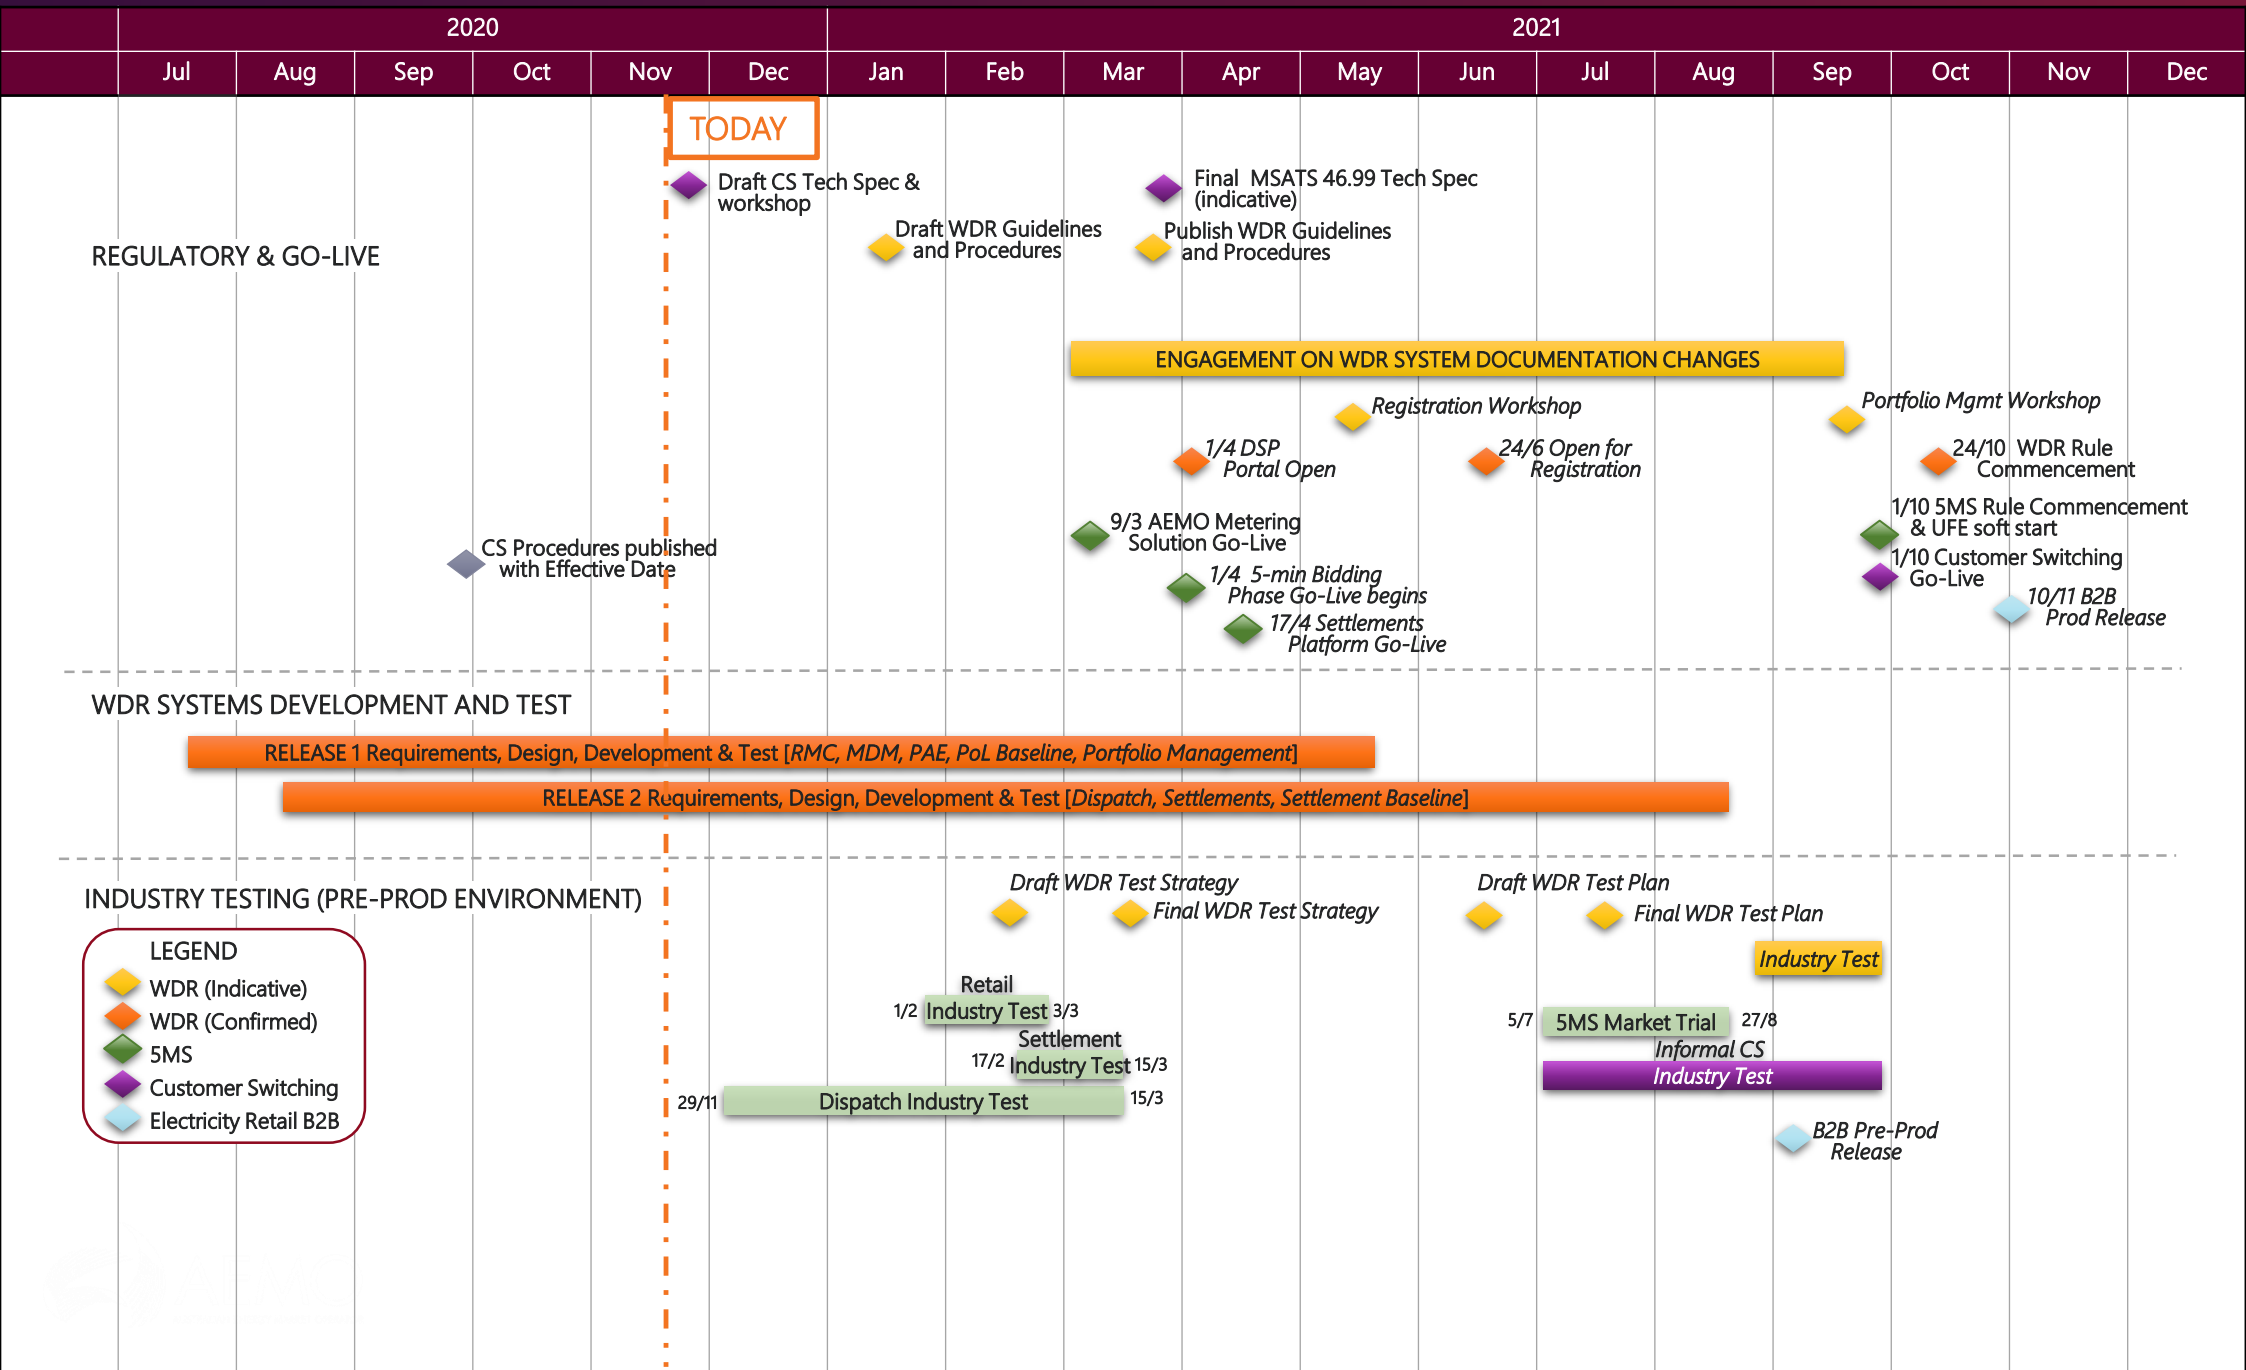 2020
2021
Jul
Aug
Sep
Oct
Nov
Dec
Jan
Feb
Mar
Apr
May
Jun
Jul
Aug
Sep
Oct
Nov
Dec
TODAY
Draft CS Tech Spec &
workshop
Final MSATS 46.99 Tech Spec
(indicative)
REGULATORY & GO-LIVE
Draft WDR Guidelines
and Procedures
Publish WDR Guidelines
and Procedures
ENGAGEMENT ON WDR SYSTEM DOCUMENTATION CHANGES
Registration Workshop
Portfolio Mgmt Workshop
1/4 DSP
Portal Open
24/6 Open for
Registration
24/10 WDR Rule
Commencement
9/3 AEMO Metering
Solution Go-Live
1/10 5MS Rule Commencement
& UFE soft start
CS Procedures published
with Effective Date
1/10 Customer Switching
Go-Live
1/4 5-min Bidding
Phase Go-Live begins
10/11 B2B
Prod Release
17/4 Settlements
Platform Go-Live
WDR SYSTEMS DEVELOPMENT AND TEST
RELEASE 1 Requirements, Design, Development & Test [RMC, MDM, PAE, PoL Baseline, Portfolio Management]
RELEASE 2 Requirements, Design, Development & Test [Dispatch, Settlements, Settlement Baseline]
INDUSTRY TESTING (PRE-PROD ENVIRONMENT)
Draft WDR Test Strategy
Final WDR Test Strategy
Draft WDR Test Plan
Final WDR Test Plan
Industry Test
Retail
1/2 Industry Test 3/3
Settlement
17/2 Industry Test 15/3
29/11 Dispatch Industry Test 15/3
5/7 5MS Market Trial 27/8
Informal CS
Industry Test
B2B Pre-Prod
Release
LEGEND
WDR (Indicative)
WDR (Confirmed)
5MS
Customer Switching
Electricity Retail B2B